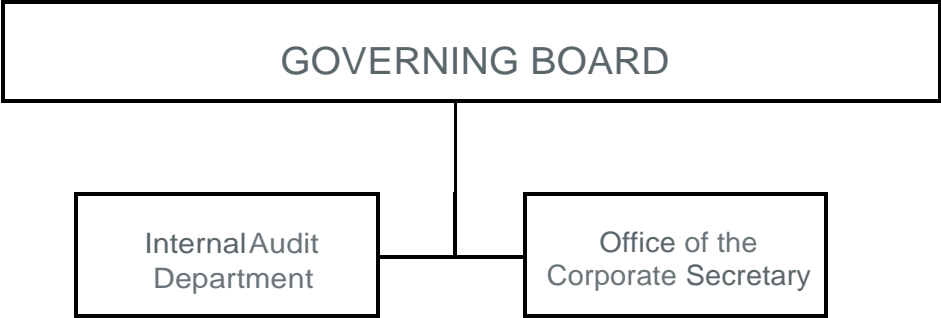 GOVERNING BOARD
Internal Audit
Department
Office of the
Corporate Secretary